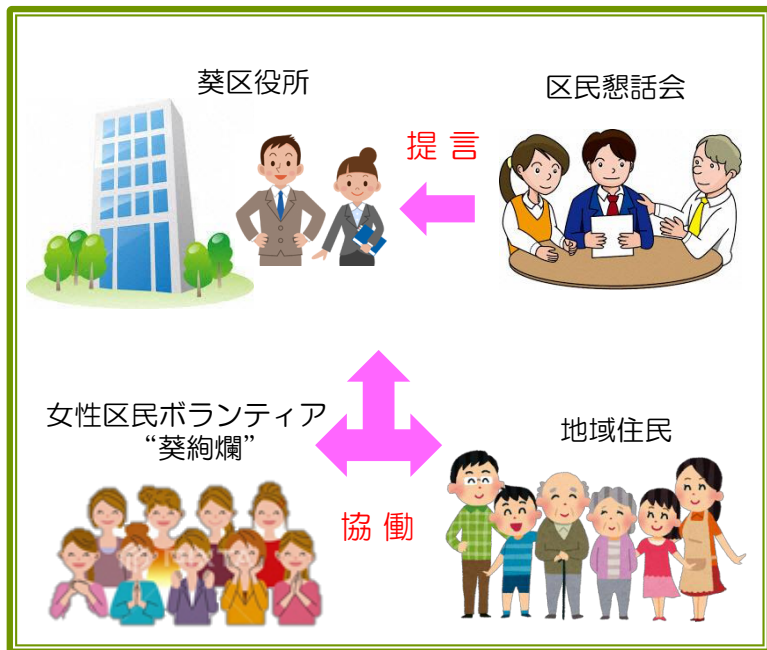 葵区役所
区民懇話会
提言
女性区民ボランティア
“葵絢爛”
地域住民
協働